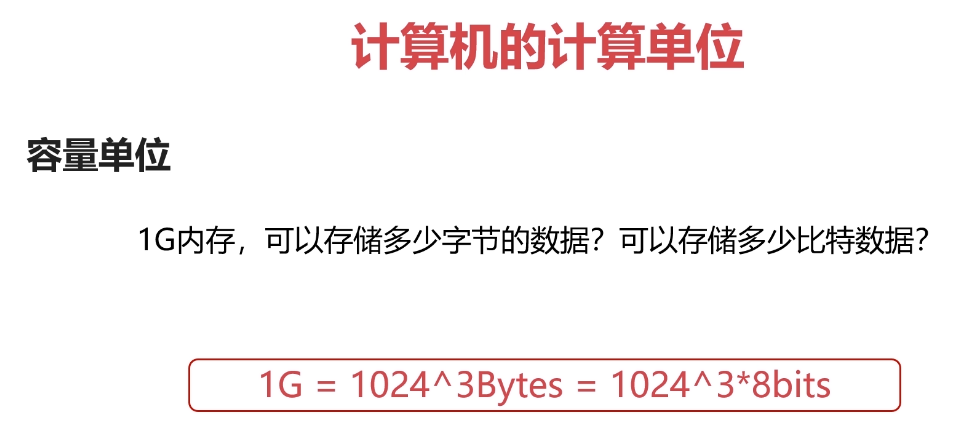 计算机的计算单位
容量单位
1G内存，可以存储多少字节的数据？可以存储多少比特数据？
1G = 1024^3Bytes = 1024^3*8bits